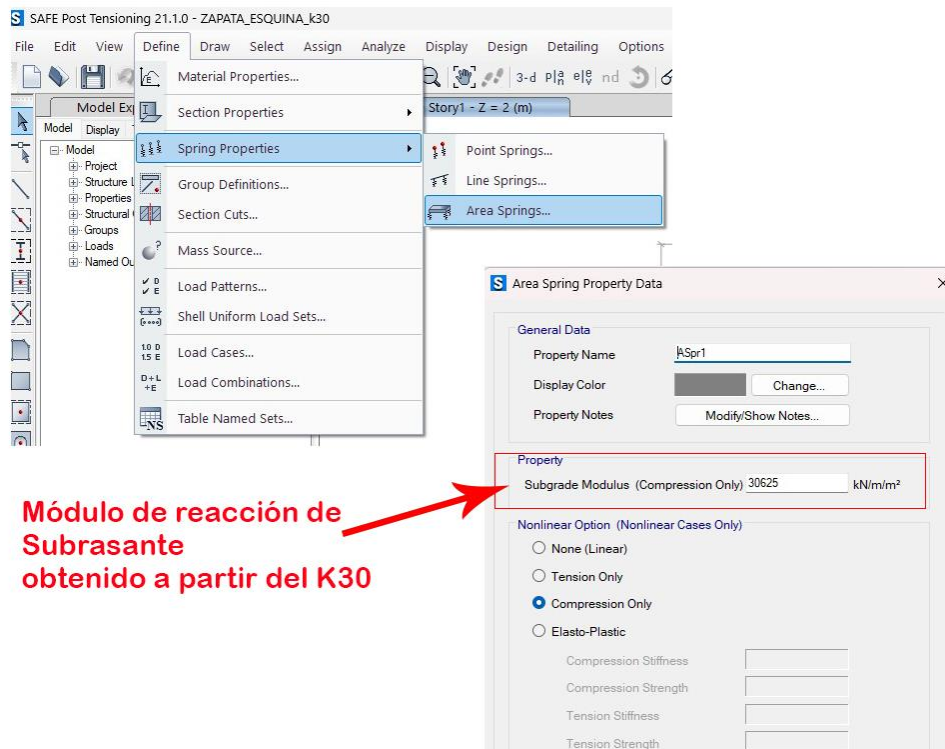 SAFE Post Tensioning 21.1.0 - ZAPATA_ESQUINA_k30
File Edit View Define Draw Select Assign Analyze Display Design Detailing Options
3-d
nd
Model
Story1 - Z = 2 (m)
Model Display
Model
Project
Structure
Properties
Structural
Groups
Loads
Named
Material Properties...
Section Properties
Spring Properties
Group Definitions...
Section Cuts...
Mass Source...
Load Patterns...
Shell Uniform Load Sets...
Load Cases...
Load Combinations...
Table Named Sets...
Point Springs...
Line Springs...
Area Springs...
Area Spring Property Data
General Data
Property Name ASpr1
Display Color Change...
Property Notes Modify/Show Notes...
Property
Subgrade Modulus (Compression Only) 30625 kN/m/m²
Nonlinear Option (Nonlinear Cases Only)
None (Linear)
Tension Only
Compression Only
Elasto-Plastic
Compression Stiffness
Compression Strength
Tension Stiffness
Tension Strength
Módulo de reacción de
Subrasante
obtenido a partir del K30